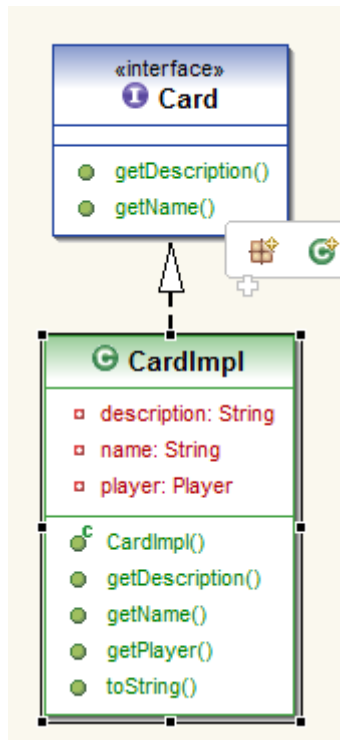 «interface»
I Card
getDescription()
getName()
C CardImpl
description: String
name: String
player: Player
C CardImpl()
getDescription()
getName()
getPlayer()
toString()